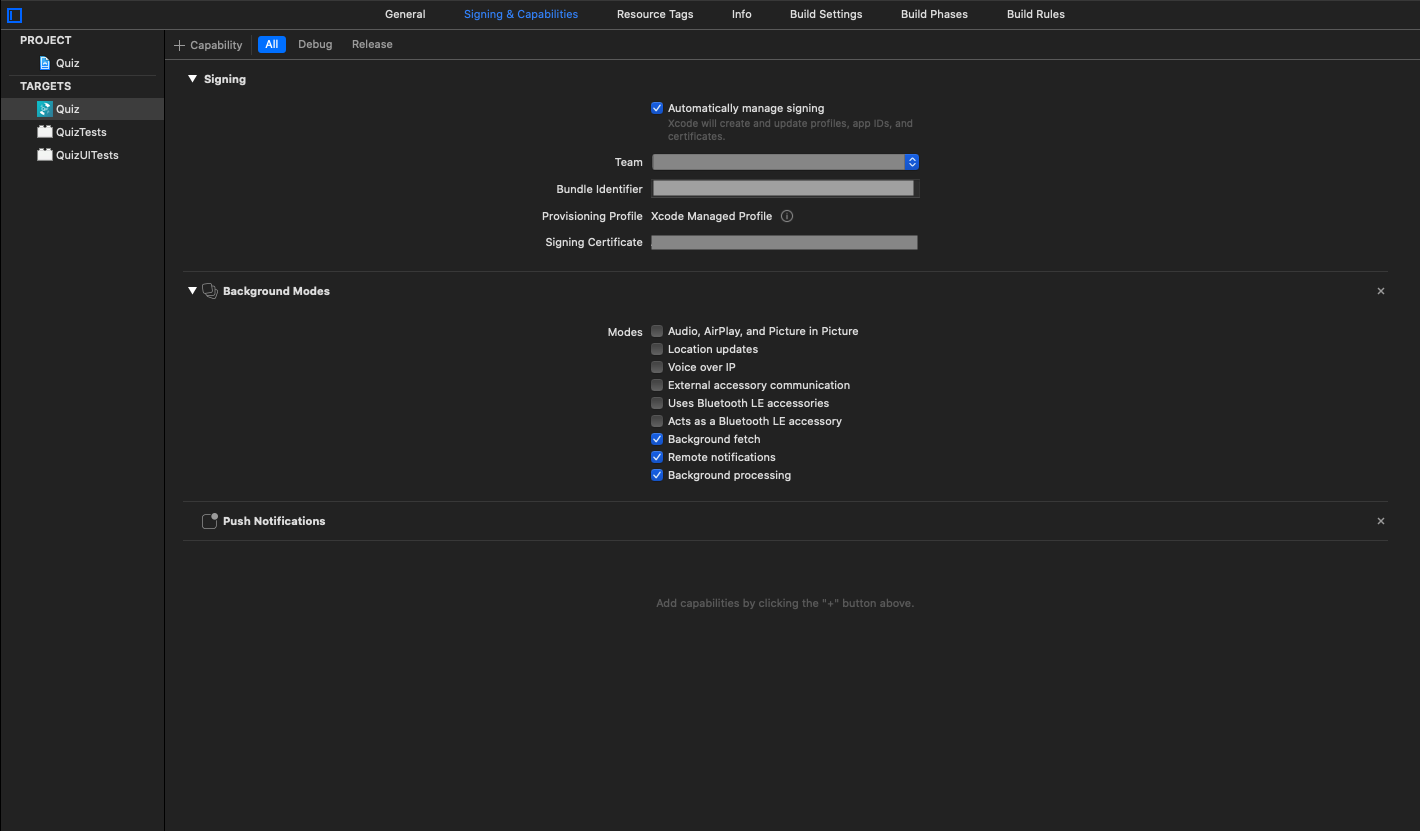 General Signing & Capabilities Resource Tags Info Build Settings Build Phases Build Rules
PROJECT
Quiz
TARGETS
Quiz
QuizTests
QuizUITests
+ Capability All Debug Release
Signing
Automatically manage signing
Xcode will create and update profiles, app IDs, and
certificates.
Team
Bundle Identifier
Provisioning Profile Xcode Managed Profile
Signing Certificate
Background Modes
Modes Audio, AirPlay, and Picture in Picture
Location updates
Voice over IP
External accessory communication
Uses Bluetooth LE accessories
Acts as a Bluetooth LE accessory
Background fetch
Remote notifications
Background processing
Push Notifications
Add capabilities by clicking the "+" button above.